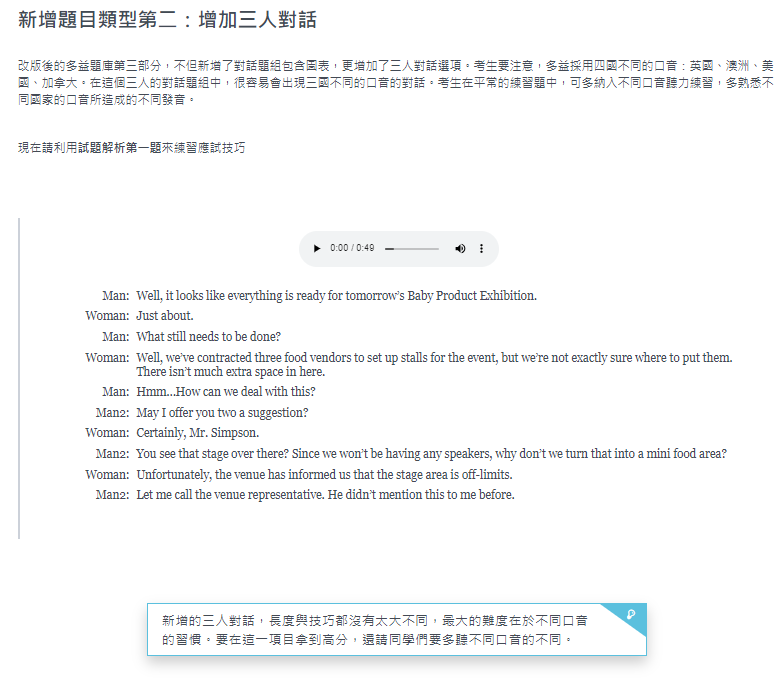 新增題目類型第二：增加三人對話
改版後的多益題庫第三部分，不但新增了對話題組包含圖表，更增加了三人對話選項。考生要注意，多益採用四國不同的口音：英國、澳洲、美
國、加拿大。在這個三人的對話題組中，很容易會出現三國不同的口音的對話。考生在平常的練習題中，可多納入不同口音聽力練習，多熟悉不
同國家的口音所造成的不同發音。
現在請利用試題解析第一題來練習應試技巧
0:00 / 0:49
Man: Well, it looks like everything is ready for tomorrow’s Baby Product Exhibition.
Woman: Just about.
Man: What still needs to be done?
Woman: Well, we’ve contracted three food vendors to set up stalls for the event, but we’re not exactly sure where to put them.
There isn’t much extra space in here.
Man: Hmm...How can we deal with this?
Man2: May I offer you two a suggestion?
Woman: Certainly, Mr. Simpson.
Man2: You see that stage over there? Since we won’t be having any speakers, why don’t we turn that into a mini food area?
Woman: Unfortunately, the venue has informed us that the stage area is off-limits.
Man2: Let me call the venue representative. He didn’t mention this to me before.
新增的三人對話，長度與技巧都沒有太大不同，最大的難度在於不同口音
的習慣。要在這一項目拿到高分，還請同學們要多聽不同口音的不同。